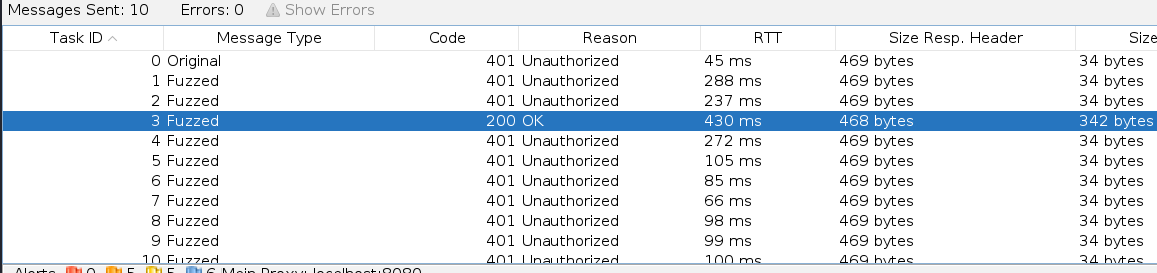 Messages Sent: 10 Errors: 0 Show Errors
Task ID Message Type Code Reason RTT Size Resp. Header Size
0 Original 401 Unauthorized 45 ms 469 bytes 34 bytes
1 Fuzzed 401 Unauthorized 288 ms 469 bytes 34 bytes
2 Fuzzed 401 Unauthorized 237 ms 469 bytes 34 bytes
3 Fuzzed 200 OK 430 ms 468 bytes 342 bytes
4 Fuzzed 401 Unauthorized 272 ms 469 bytes 34 bytes
5 Fuzzed 401 Unauthorized 105 ms 469 bytes 34 bytes
6 Fuzzed 401 Unauthorized 85 ms 469 bytes 34 bytes
7 Fuzzed 401 Unauthorized 66 ms 469 bytes 34 bytes
8 Fuzzed 401 Unauthorized 98 ms 469 bytes 34 bytes
9 Fuzzed 401 Unauthorized 99 ms 469 bytes 34 bytes
10 Fuzzed 401 Unauthorized 100 ms 469 bytes 34 bytes
Alerts 0 5 5 6 Main Proxy: localhost:8080